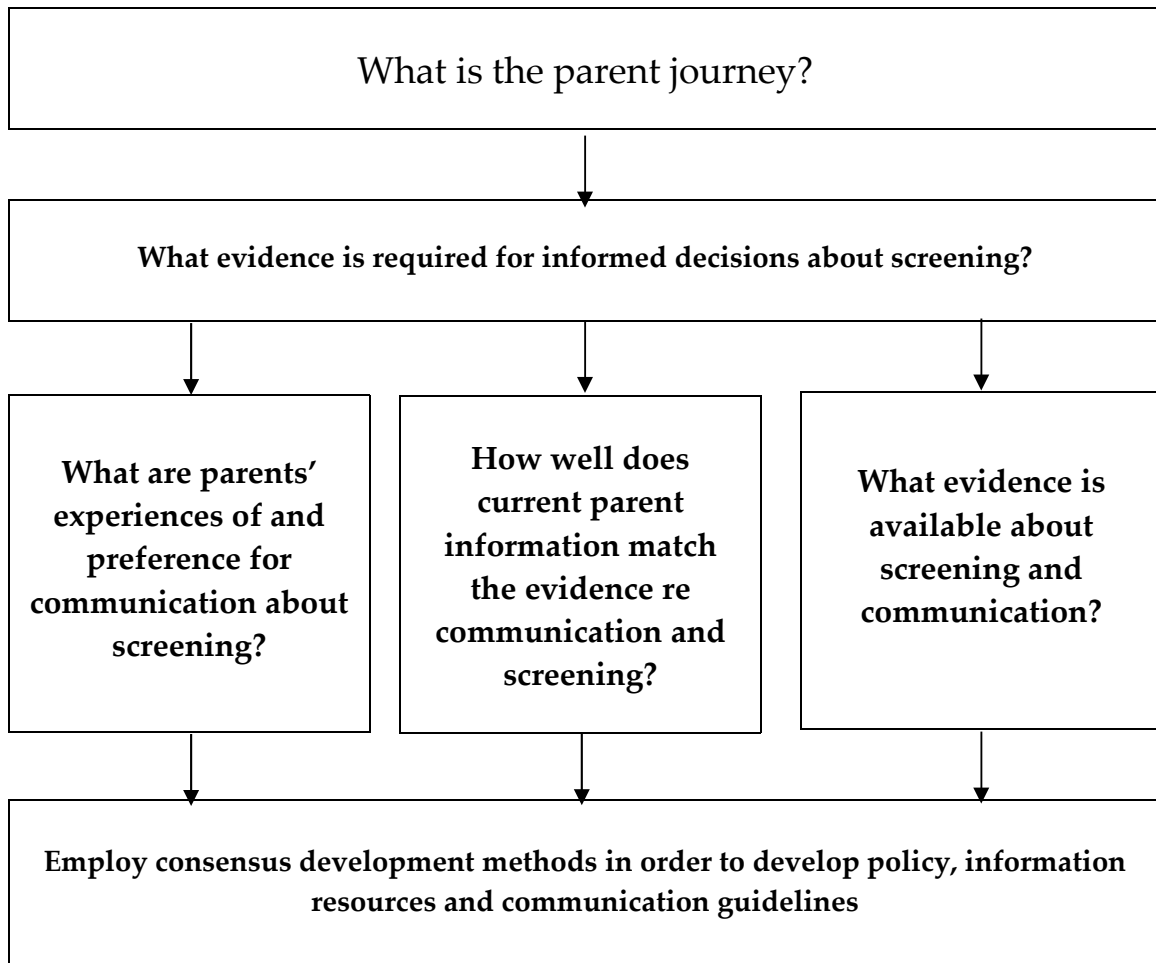 What is the parent journey?
What evidence is required for informed decisions about screening?
What are parents’
experiences of and
preference for
communication about
screening?
How well does
current parent
information match
the evidence re
communication and
screening?
What evidence is
available about
screening and
communication?
Employ consensus development methods in order to develop policy, information
resources and communication guidelines